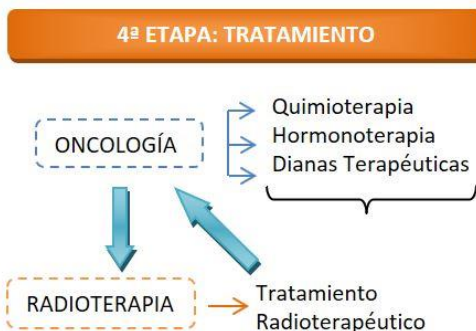 4ª ETAPA: TRATAMIENTO
ONCOLOGÍA
Quimioterapia
Hormonoterapia
Dianas Terapéuticas
RADIOTERAPIA
Tratamiento
Radioterapéutico